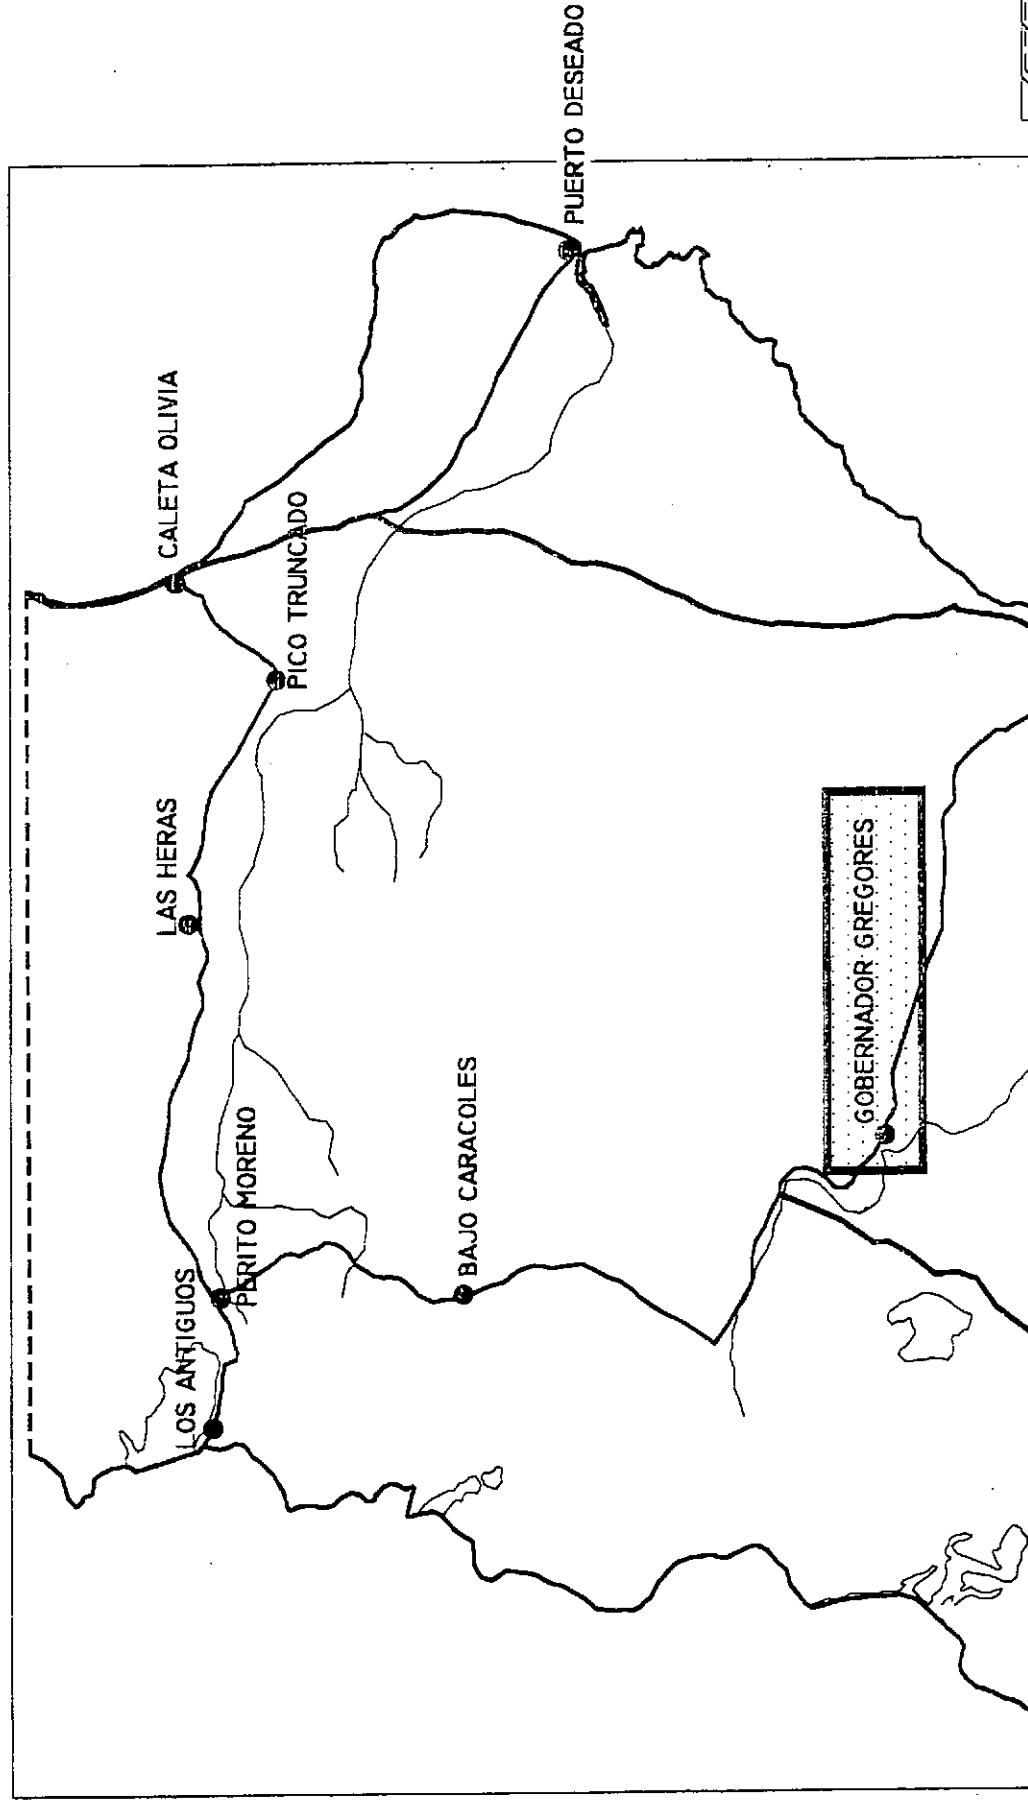 PUERTO DESEADO
CALETA OLIVIA
PICO TRUNCADO
LAS HERAS
GOBERNADOR GREGORES
PERITO MORENO
BAJO CARACOLES
LOS ANTIGUOS